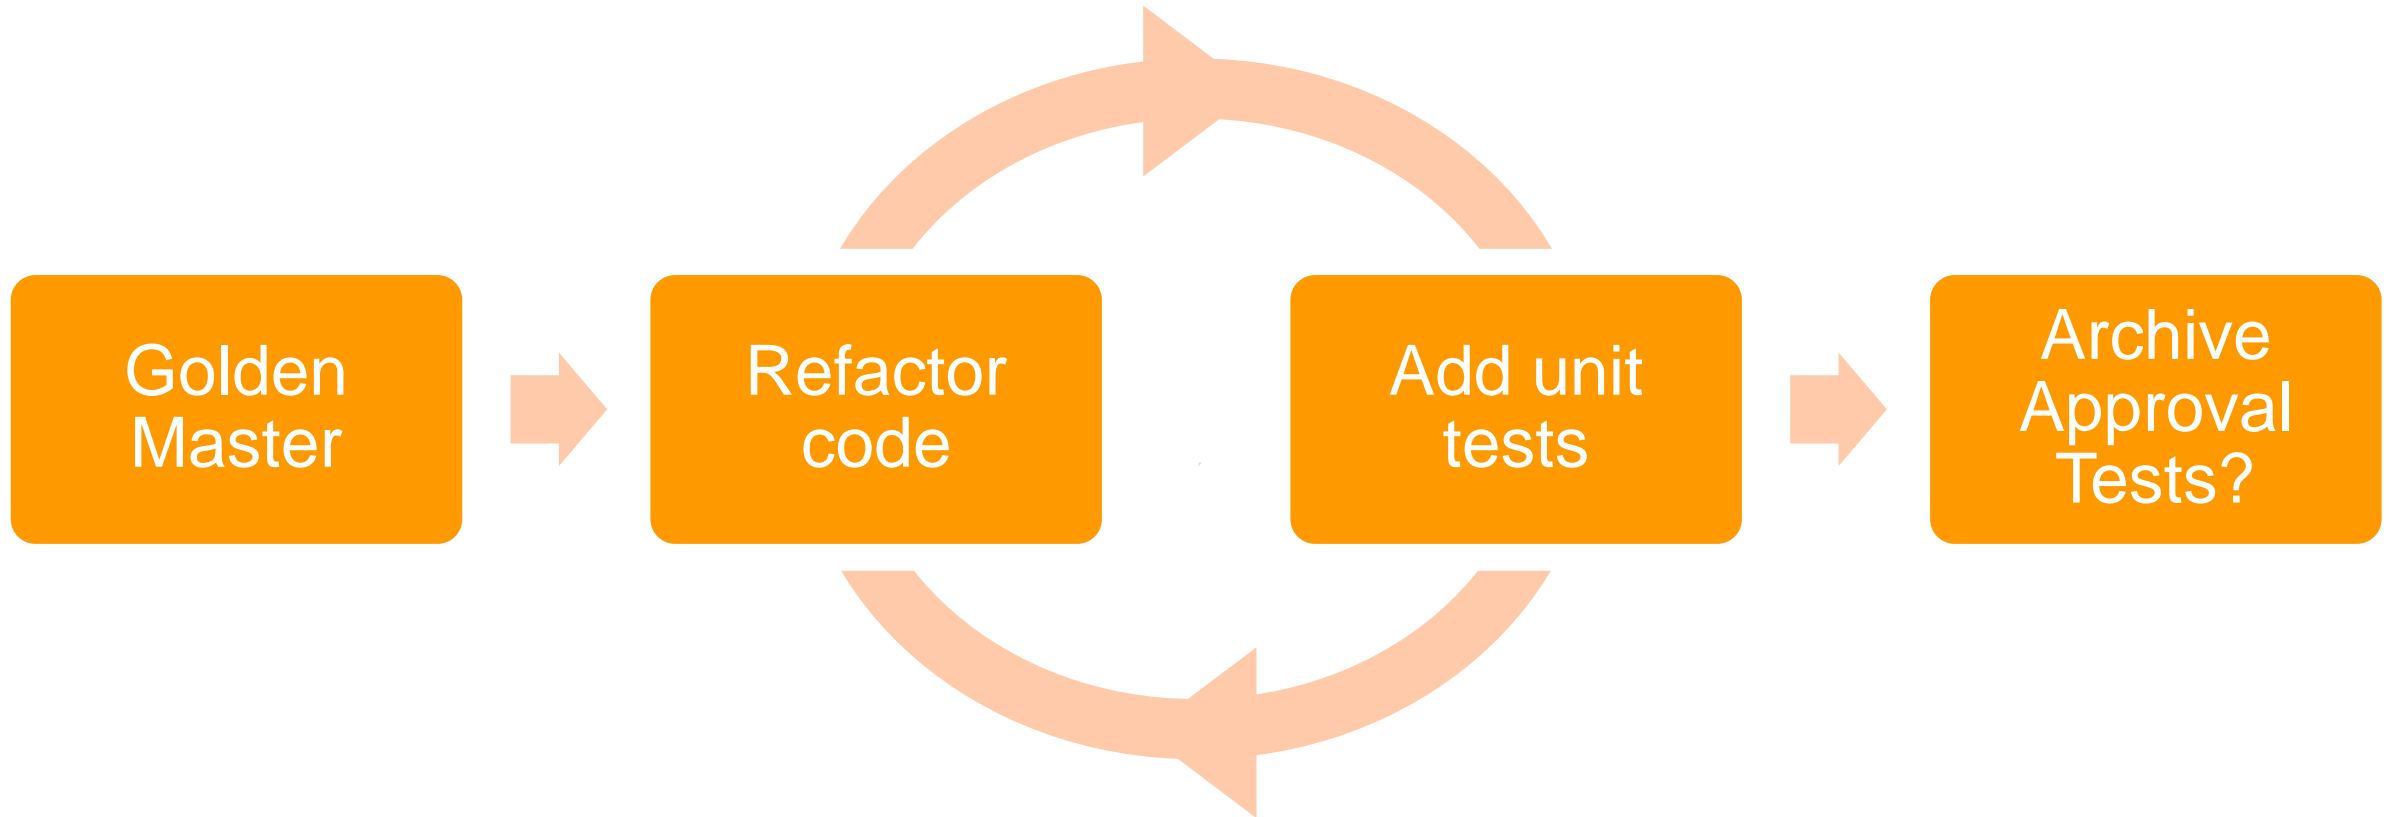 Golden
Master
Refactor
code
Add unit
tests
Archive
Approval
Tests?